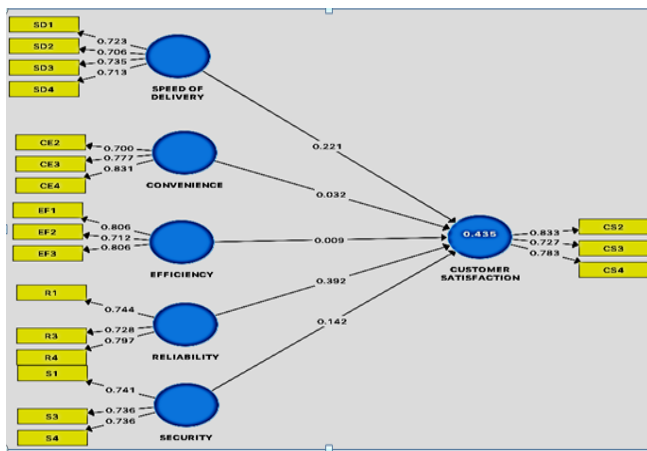 SD1
SD2
SD3
SD4
0.723
0.706
0.735
0.713
SPEED OF
DELIVERY
0.221
CE2
CE3
CE4
0.700
0.777
0.831
CONVENIENCE
0.032
EF1
EF2
EF3
0.806
0.712
0.806
EFFICIENCY
0.009
R1
R3
R4
0.744
0.728
0.797
RELIABILITY
0.392
S1
S3
S4
0.741
0.736
0.736
SECURITY
0.142
0.435
CUSTOMER
SATISFACTION
0.833
0.727
0.783
CS2
CS3
CS4